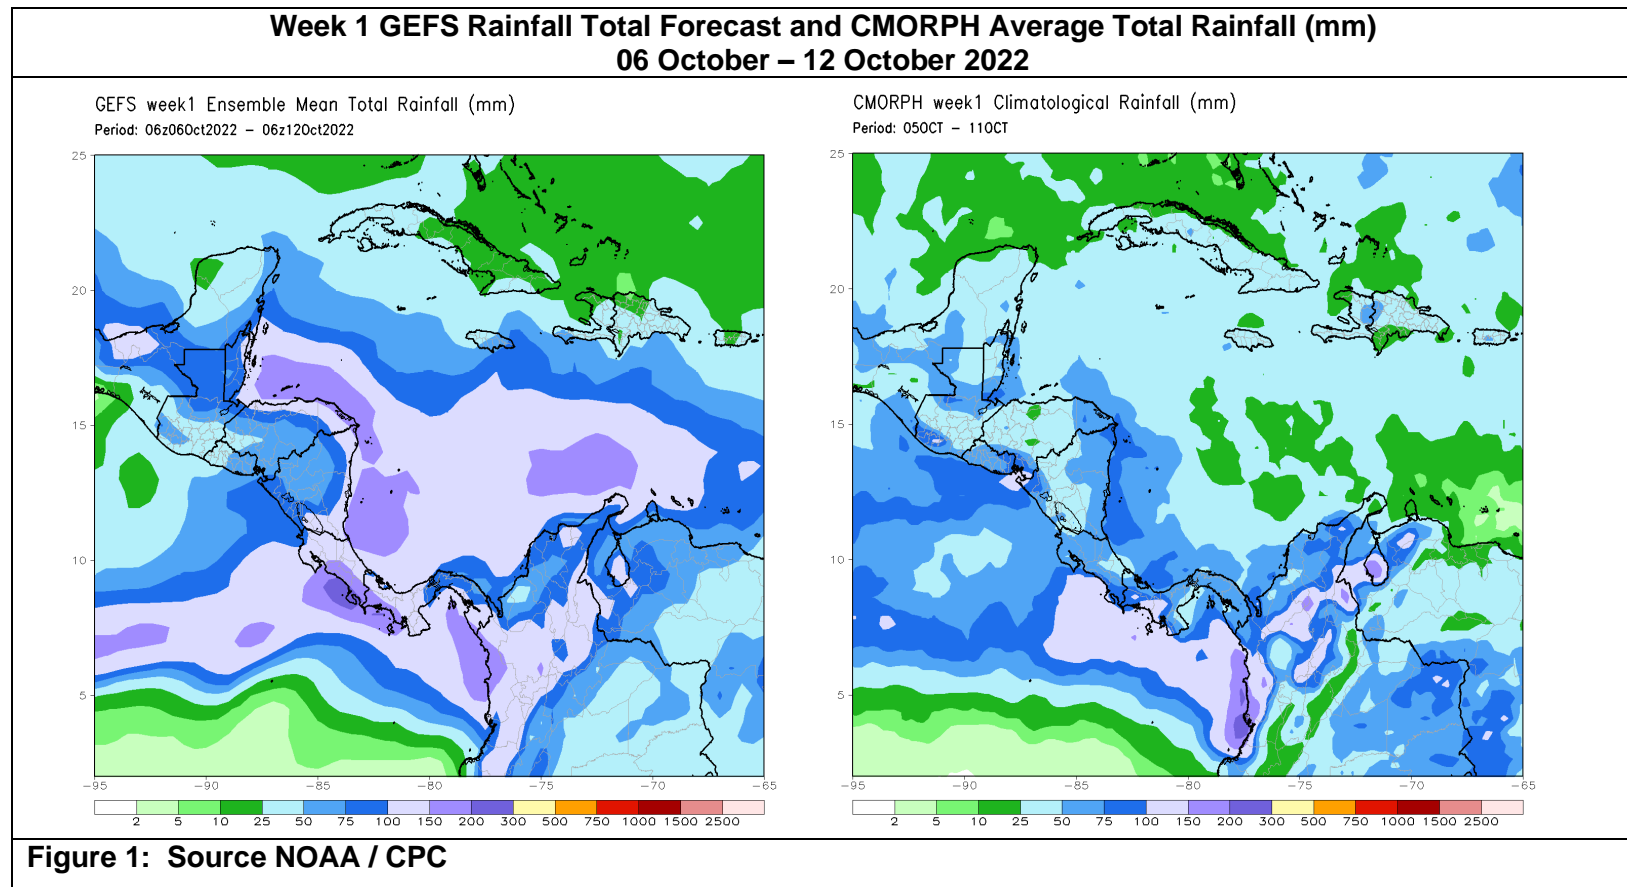 Week 1 GEFS Rainfall Total Forecast and CMORPH Average Total Rainfall (mm)
06 October – 12 October 2022
GEFS week1 Ensemble Mean Total Rainfall (mm)
Period: 06z06Oct2022 – 06z12Oct2022
25
20
15
10
5
−95
−90
−85
−80
−75
−70
−65
2 5 10 25 50 75 100 150 200 300 500 750 1000 1500 2500
CMORPH week1 Climatological Rainfall (mm)
Period: 05OCT – 11OCT
25
20
15
10
5
−95
−90
−85
−80
−75
−70
−65
2 5 10 25 50 75 100 150 200 300 500 750 1000 1500 2500
Figure 1: Source NOAA / CPC